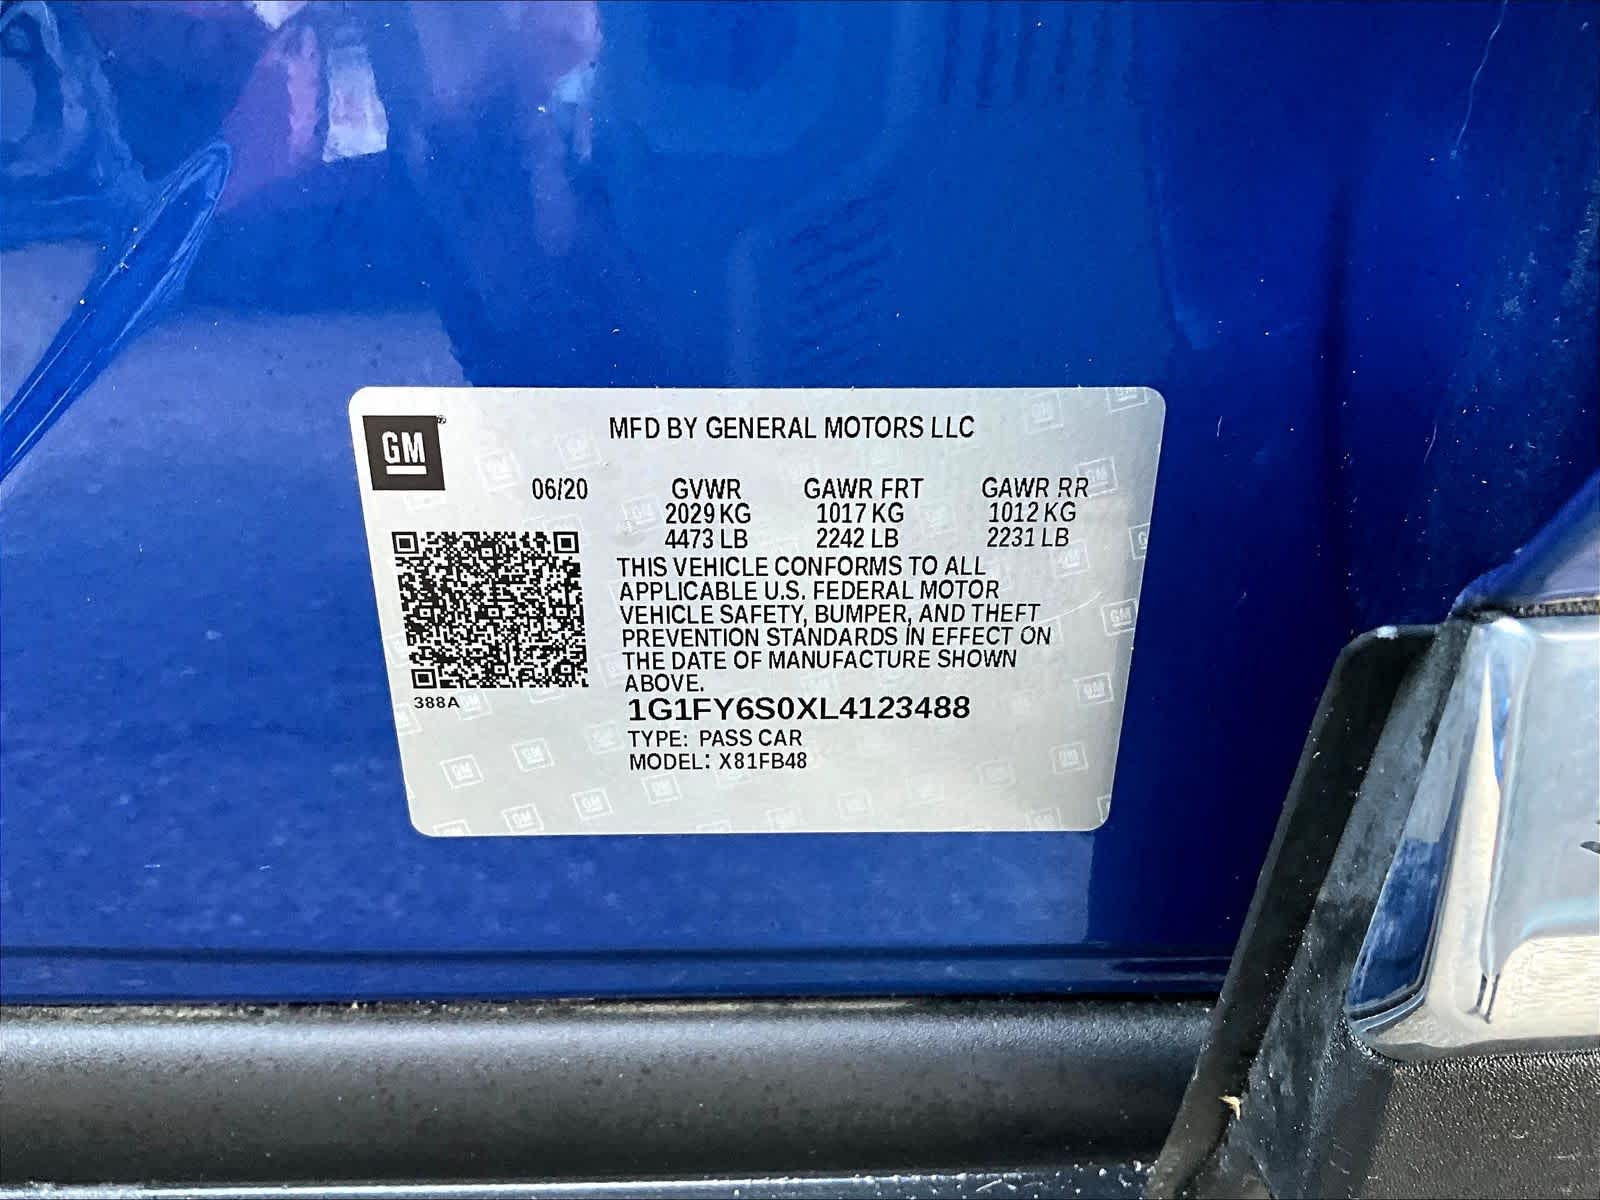 GM
MFD BY GENERAL MOTORS LLC
06/20 GVWR GAWR FRT GAWR RR
2029 KG 1017 KG 1012 KG
4473 LB 2242 LB 2231 LB
THIS VEHICLE CONFORMS TO ALL
APPLICABLE U.S. FEDERAL MOTOR
VEHICLE SAFETY, BUMPER, AND THEFT
PREVENTION STANDARDS IN EFFECT ON
THE DATE OF MANUFACTURE SHOWN
ABOVE.
388A
1G1FY6S0XL4123488
TYPE: PASS CAR
MODEL: X81FB48